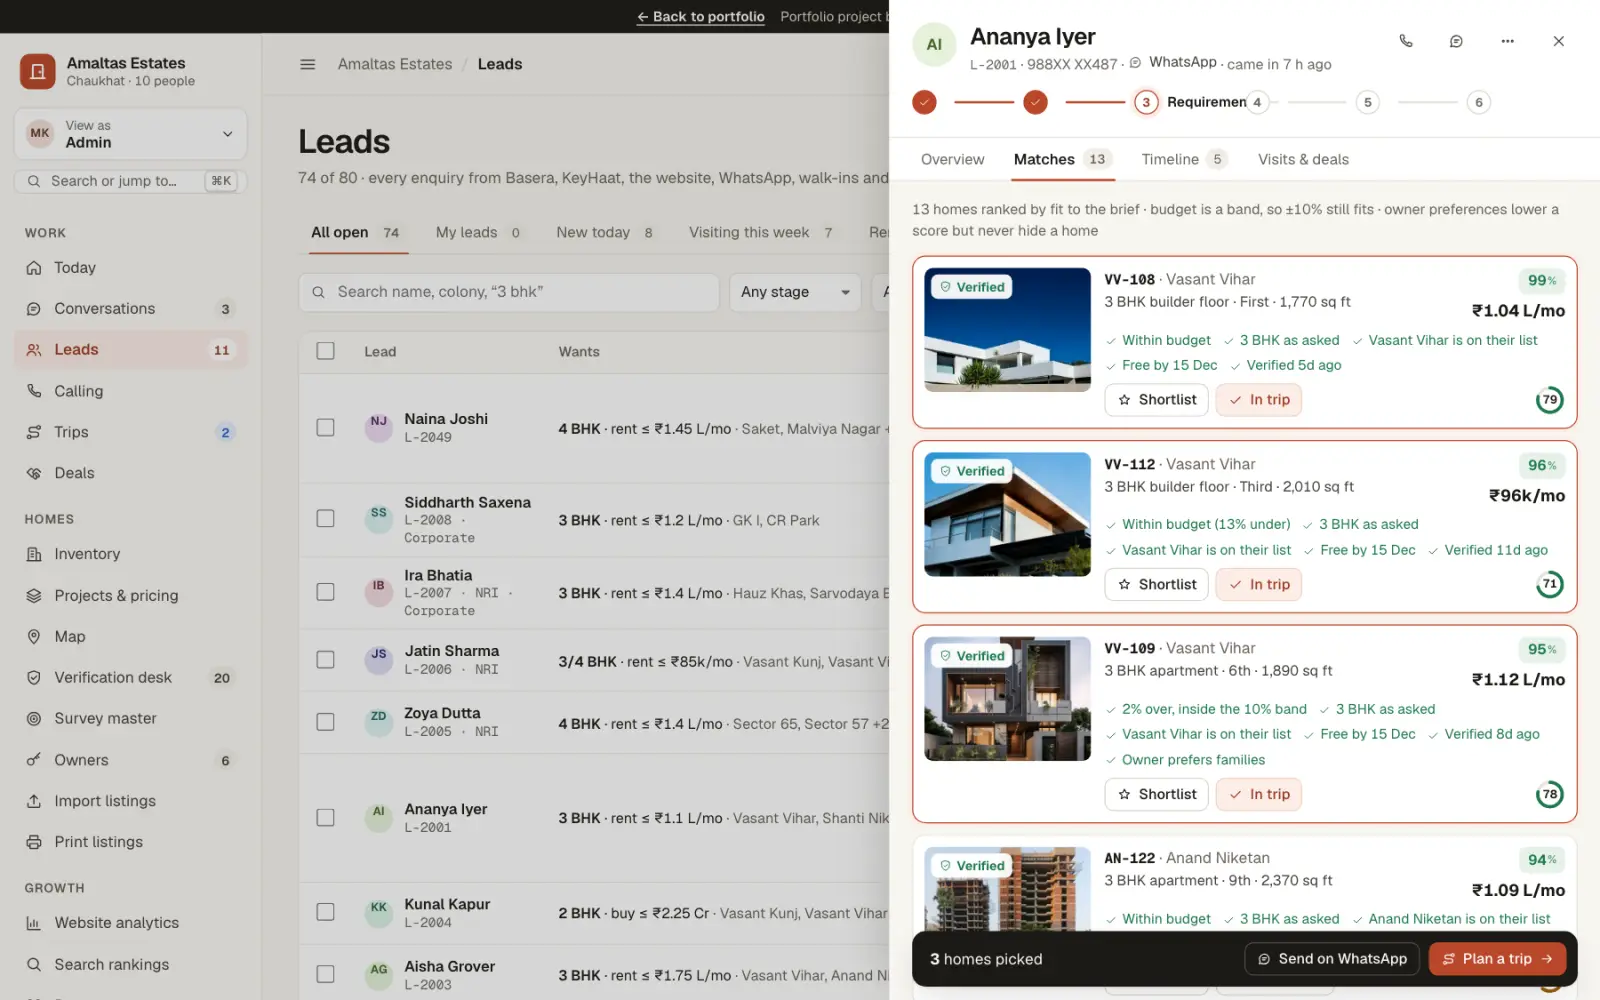 ← Back to portfolio Portfolio project
Amaltas Estates
Chaukhat · 10 people
MK
View as
Admin
Search or jump to…
⌘K
WORK
Today
Conversations 3
Leads 11
Calling
Trips 2
Deals
HOMES
Inventory
Projects & pricing
Map
Verification desk 20
Survey master
Owners 6
Import listings
Print listings
GROWTH
Website analytics
Search rankings
Amaltas Estates / Leads
Leads
74 of 80 · every enquiry from Basera, KeyHaat, the website, WhatsApp, walk-ins and
All open 74 My leads 0 New today 8 Visiting this week 7 Re
Search name, colony, “3 bhk”
Any stage
Lead Wants
NJ Naina Joshi
L-2049
4 BHK · rent ≤ ₹1.45 L/mo · Saket, Malviya Nagar
SS Siddharth Saxena
L-2008 ·
Corporate
3 BHK · rent ≤ ₹1.2 L/mo · GK I, CR Park
IB Ira Bhatia
L-2007 · NRI ·
Corporate
3 BHK · rent ≤ ₹1.4 L/mo · Hauz Khas, Sarvodaya
JS Jatin Sharma
L-2006 · NRI
3/4 BHK · rent ≤ ₹85k/mo · Vasant Kunj, Vasant Vi
ZD Zoya Dutta
L-2005 · NRI
4 BHK · rent ≤ ₹1.4 L/mo · Sector 65, Sector 57 +2
AI Ananya Iyer
L-2001
3 BHK · rent ≤ ₹1.1 L/mo · Vasant Vihar, Shanti Nik
KK Kunal Kapur
L-2004
2 BHK · buy ≤ ₹2.25 Cr · Vasant Kunj, Vasant Vihar
AG Aisha Grover
L-2003
3 BHK · rent ≤ ₹1.75 L/mo · Vasant Vihar, Anand N
AI
Ananya Iyer
L-2001 · 988XX XX487 · WhatsApp · came in 7 h ago
3 Requiremen 4 5 6
Overview Matches 13 Timeline 5 Visits & deals
13 homes ranked by fit to the brief · budget is a band, so ±10% still fits · owner preferences lower a
score but never hide a home
Verified
VV-108 · Vasant Vihar
99%
3 BHK builder floor · First · 1,770 sq ft
₹1.04 L/mo
Within budget 3 BHK as asked Vasant Vihar is on their list
Free by 15 Dec Verified 5d ago
Shortlist In trip 79
Verified
VV-112 · Vasant Vihar
96%
3 BHK builder floor · Third · 2,010 sq ft
₹96k/mo
Within budget (13% under) 3 BHK as asked
Vasant Vihar is on their list Free by 15 Dec Verified 11d ago
Shortlist In trip 71
Verified
VV-109 · Vasant Vihar
95%
3 BHK apartment · 6th · 1,890 sq ft
₹1.12 L/mo
2% over, inside the 10% band 3 BHK as asked
Vasant Vihar is on their list Free by 15 Dec Verified 8d ago
Owner prefers families
Shortlist In trip 78
Verified
AN-122 · Anand Niketan
94%
3 BHK apartment · 9th · 2,370 sq ft
₹1.09 L/mo
Within budget 3 BHK as asked Anand Niketan is on their list
3 homes picked
Send on WhatsApp
Plan a trip →